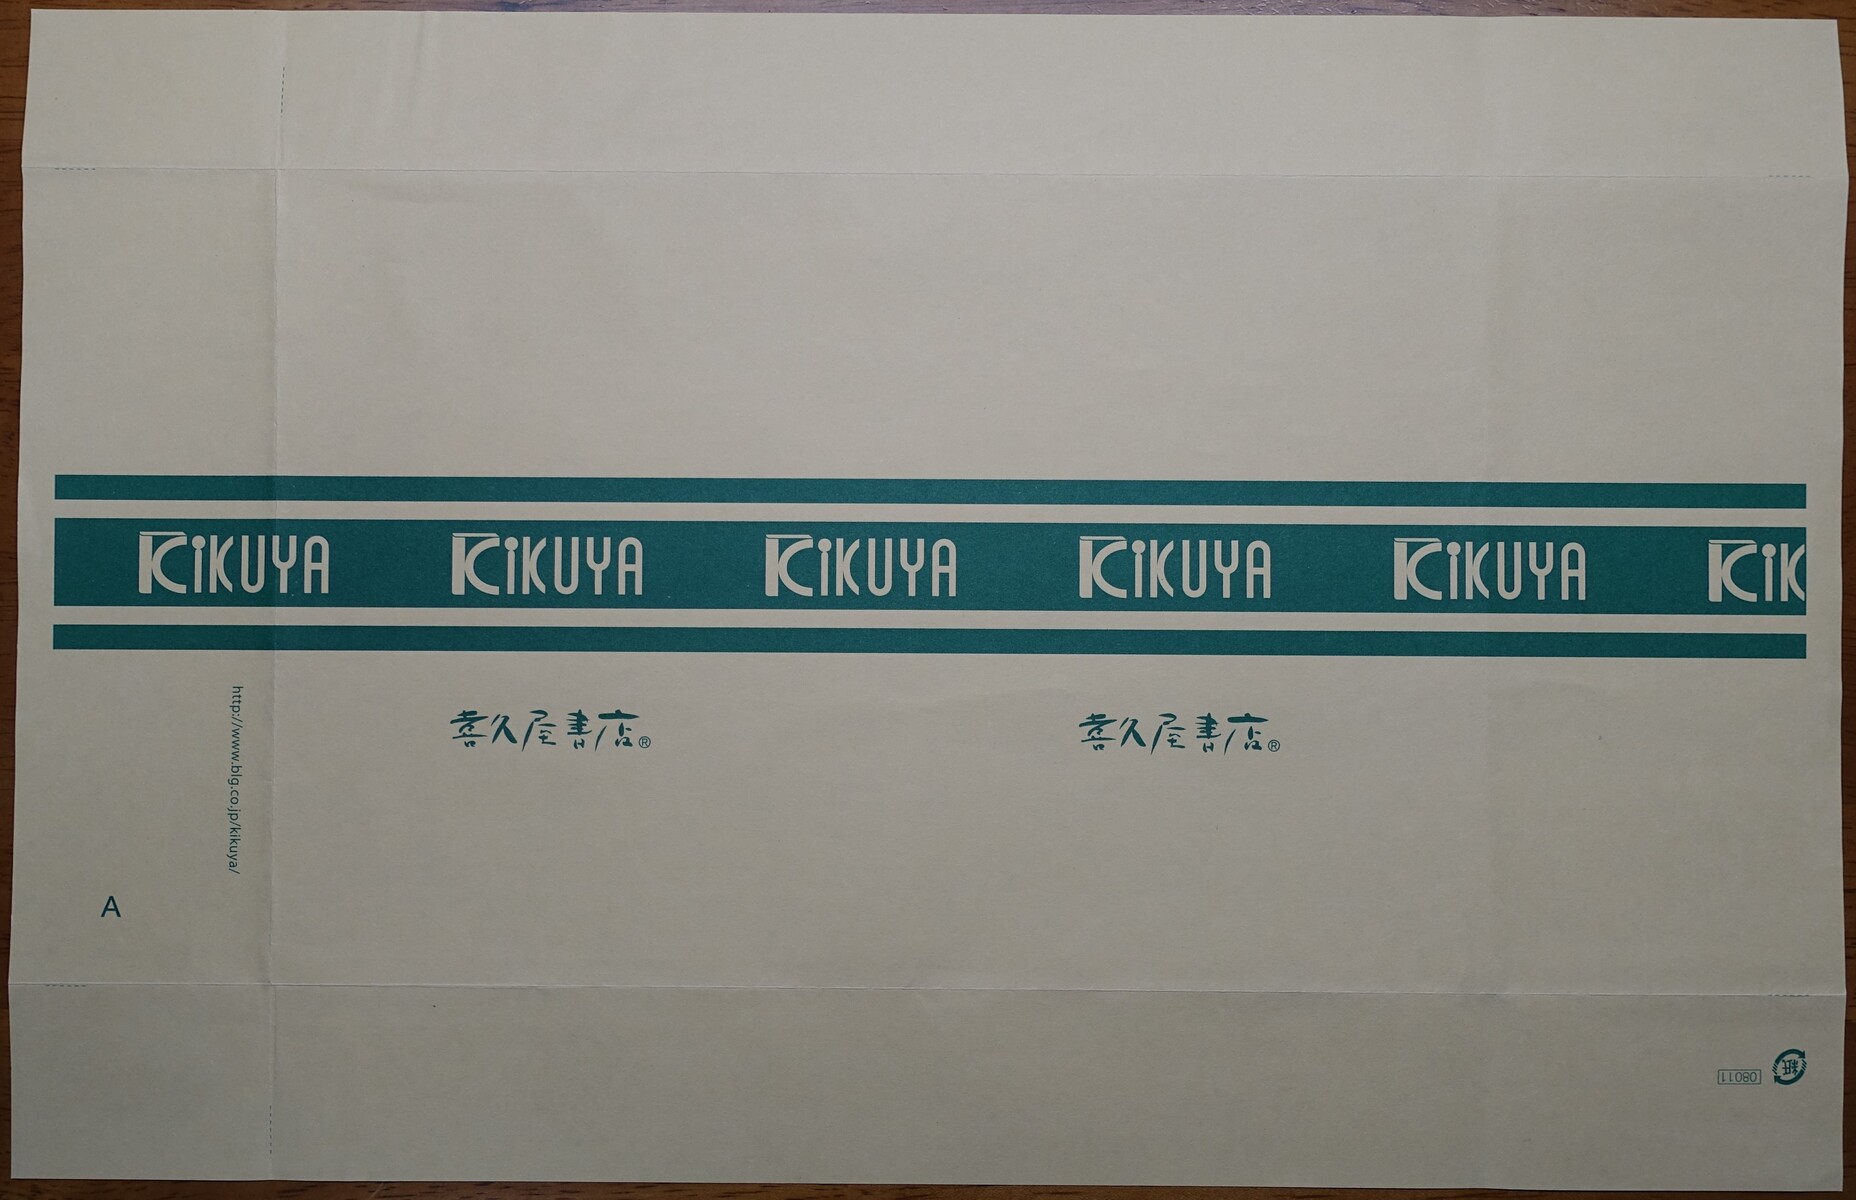 KiKUYA KiKUYA KiKUYA KiKUYA KiKUYA KiK
喜久屋書店® 喜久屋書店®
http://www.blg.co.jp/kikuya/
A
08011
紙